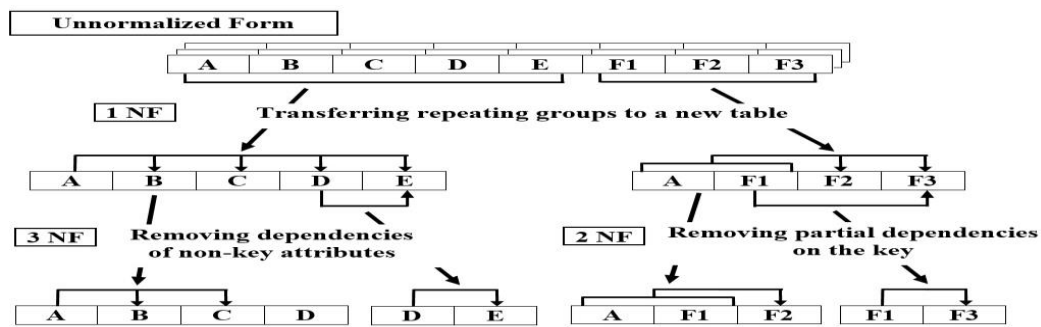 Unnormalized Form
A B C D E F1 F2 F3
1 NF Transferring repeating groups to a new table
A B C D E A F1 F2 F3
3 NF Removing dependencies
of non-key attributes
2 NF Removing partial dependencies
on the key
A B C D D E A F1 F2 F1 F3